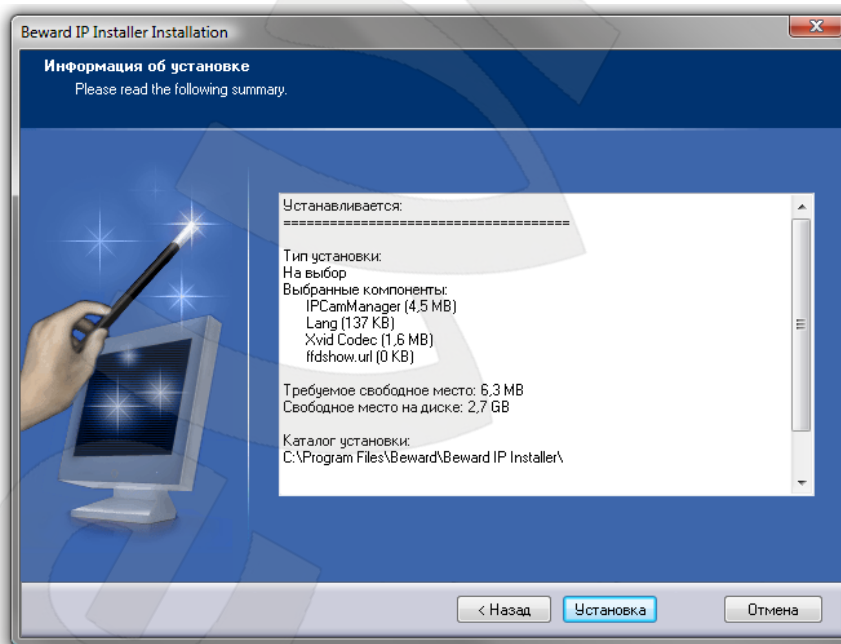 Beward IP Installer Installation
Информация об установке
Please read the following summary.
Устанавливается:
=====================================
Тип установки:
На выбор
Выбранные компоненты:
IPCamManager (4,5 MB)
Lang (137 KB)
Xvid Codec (1,6 MB)
ffdshow.url (0 KB)
Требуемое свободное место: 6,3 MB
Свободное место на диске: 2,7 GB
Каталог установки:
C:\Program Files\Beward\Beward IP Installer\
< Назад
Установка
Отмена